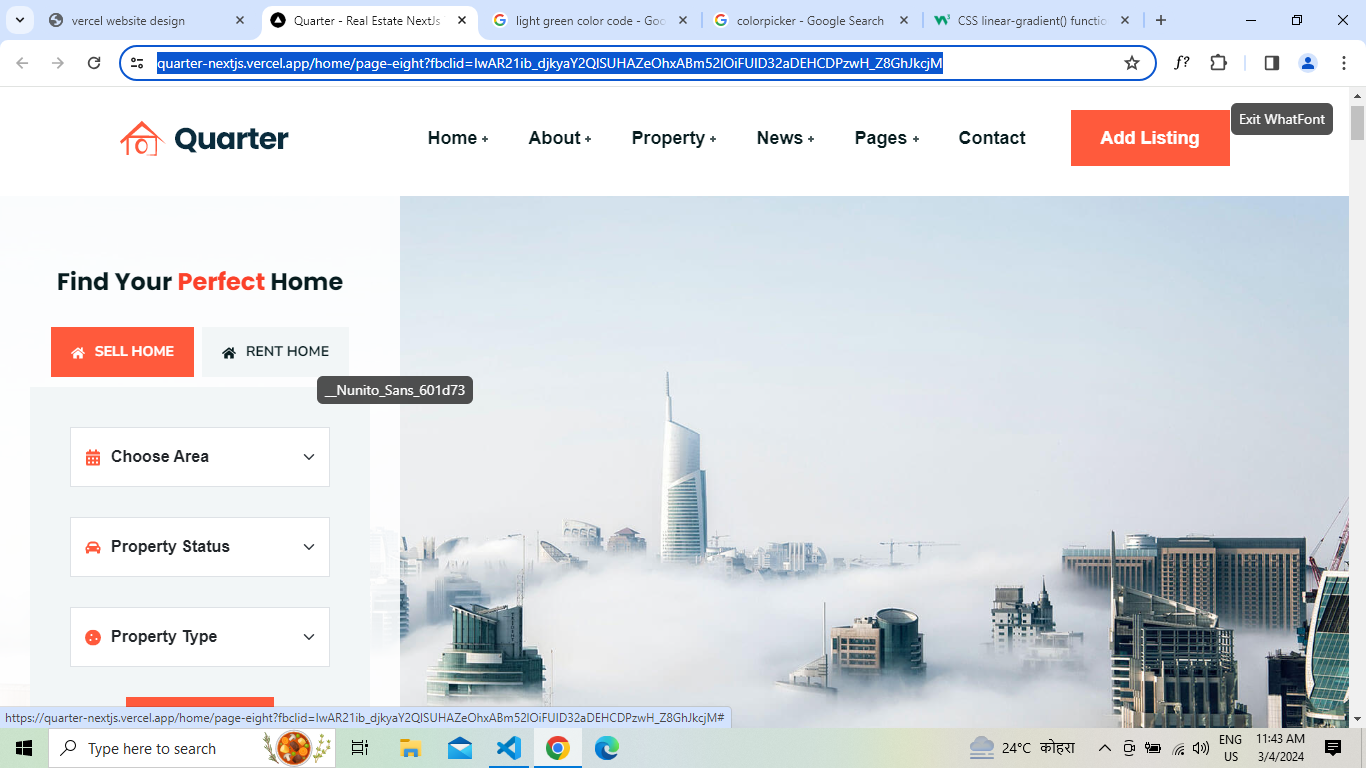 vercel website design
Quarter - Real Estate NextJs
light green color code - Goo
colorpicker - Google Search
CSS linear-gradient() functio
quarter-nextjs.vercel.app/home/page-eight?fbclid=IwAR21ib_djkyaY2QlSUHAZeOhxABm52IOiFUID32aDEHCDPzwH_Z8GhJkcjM
f?
Exit WhatFont
Quarter
Home +
About +
Property +
News +
Pages +
Contact
Add Listing
Find Your Perfect Home
SELL HOME
RENT HOME
__Nunito_Sans_601d73
Choose Area
Property Status
Property Type
https://quarter-nextjs.vercel.app/home/page-eight?fbclid=IwAR21ib_djkyaY2QlSUHAZeOhxABm52IOiFUID32aDEHCDPzwH_Z8GhJkcjM#
Type here to search
24°C कोहरा
ENG
US
11:43 AM
3/4/2024